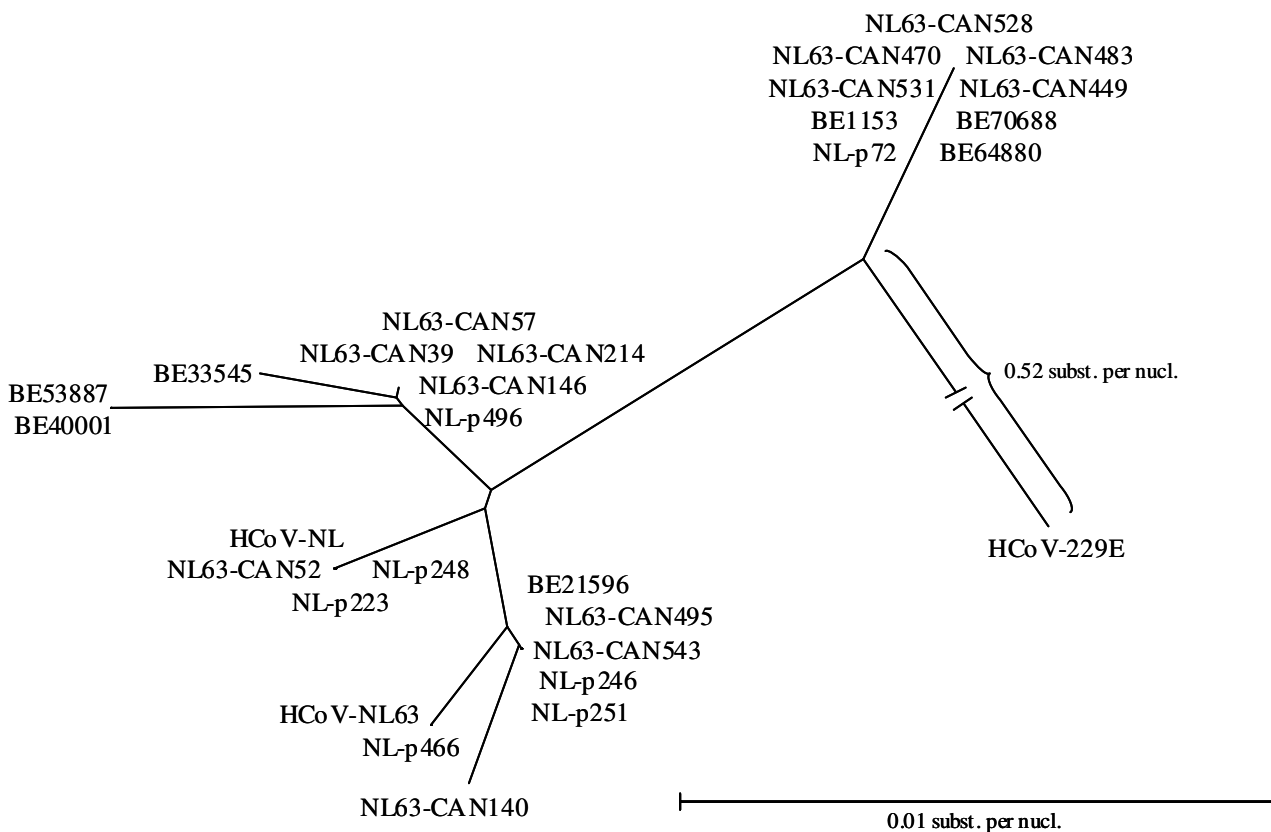 NL63-CAN528
NL63-CAN470 NL63-CAN483
NL63-CAN531 NL63-CAN449
BE1153 BE70688
NL-p72 BE64880
NL63-CAN57
NL63-CAN39 NL63-CAN214
BE33545 NL63-CAN146
0.52 subst. per nucl.
BE53887
BE40001 NL-p496
HCoV-NL
NL63-CAN52 NL-p248
NL-p223
HCoV-229E
BE21596
NL63-CAN495
NL63-CAN543
NL-p246
NL-p251
HCoV-NL63
NL-p466
NL63-CAN140
0.01 subst. per nucl.